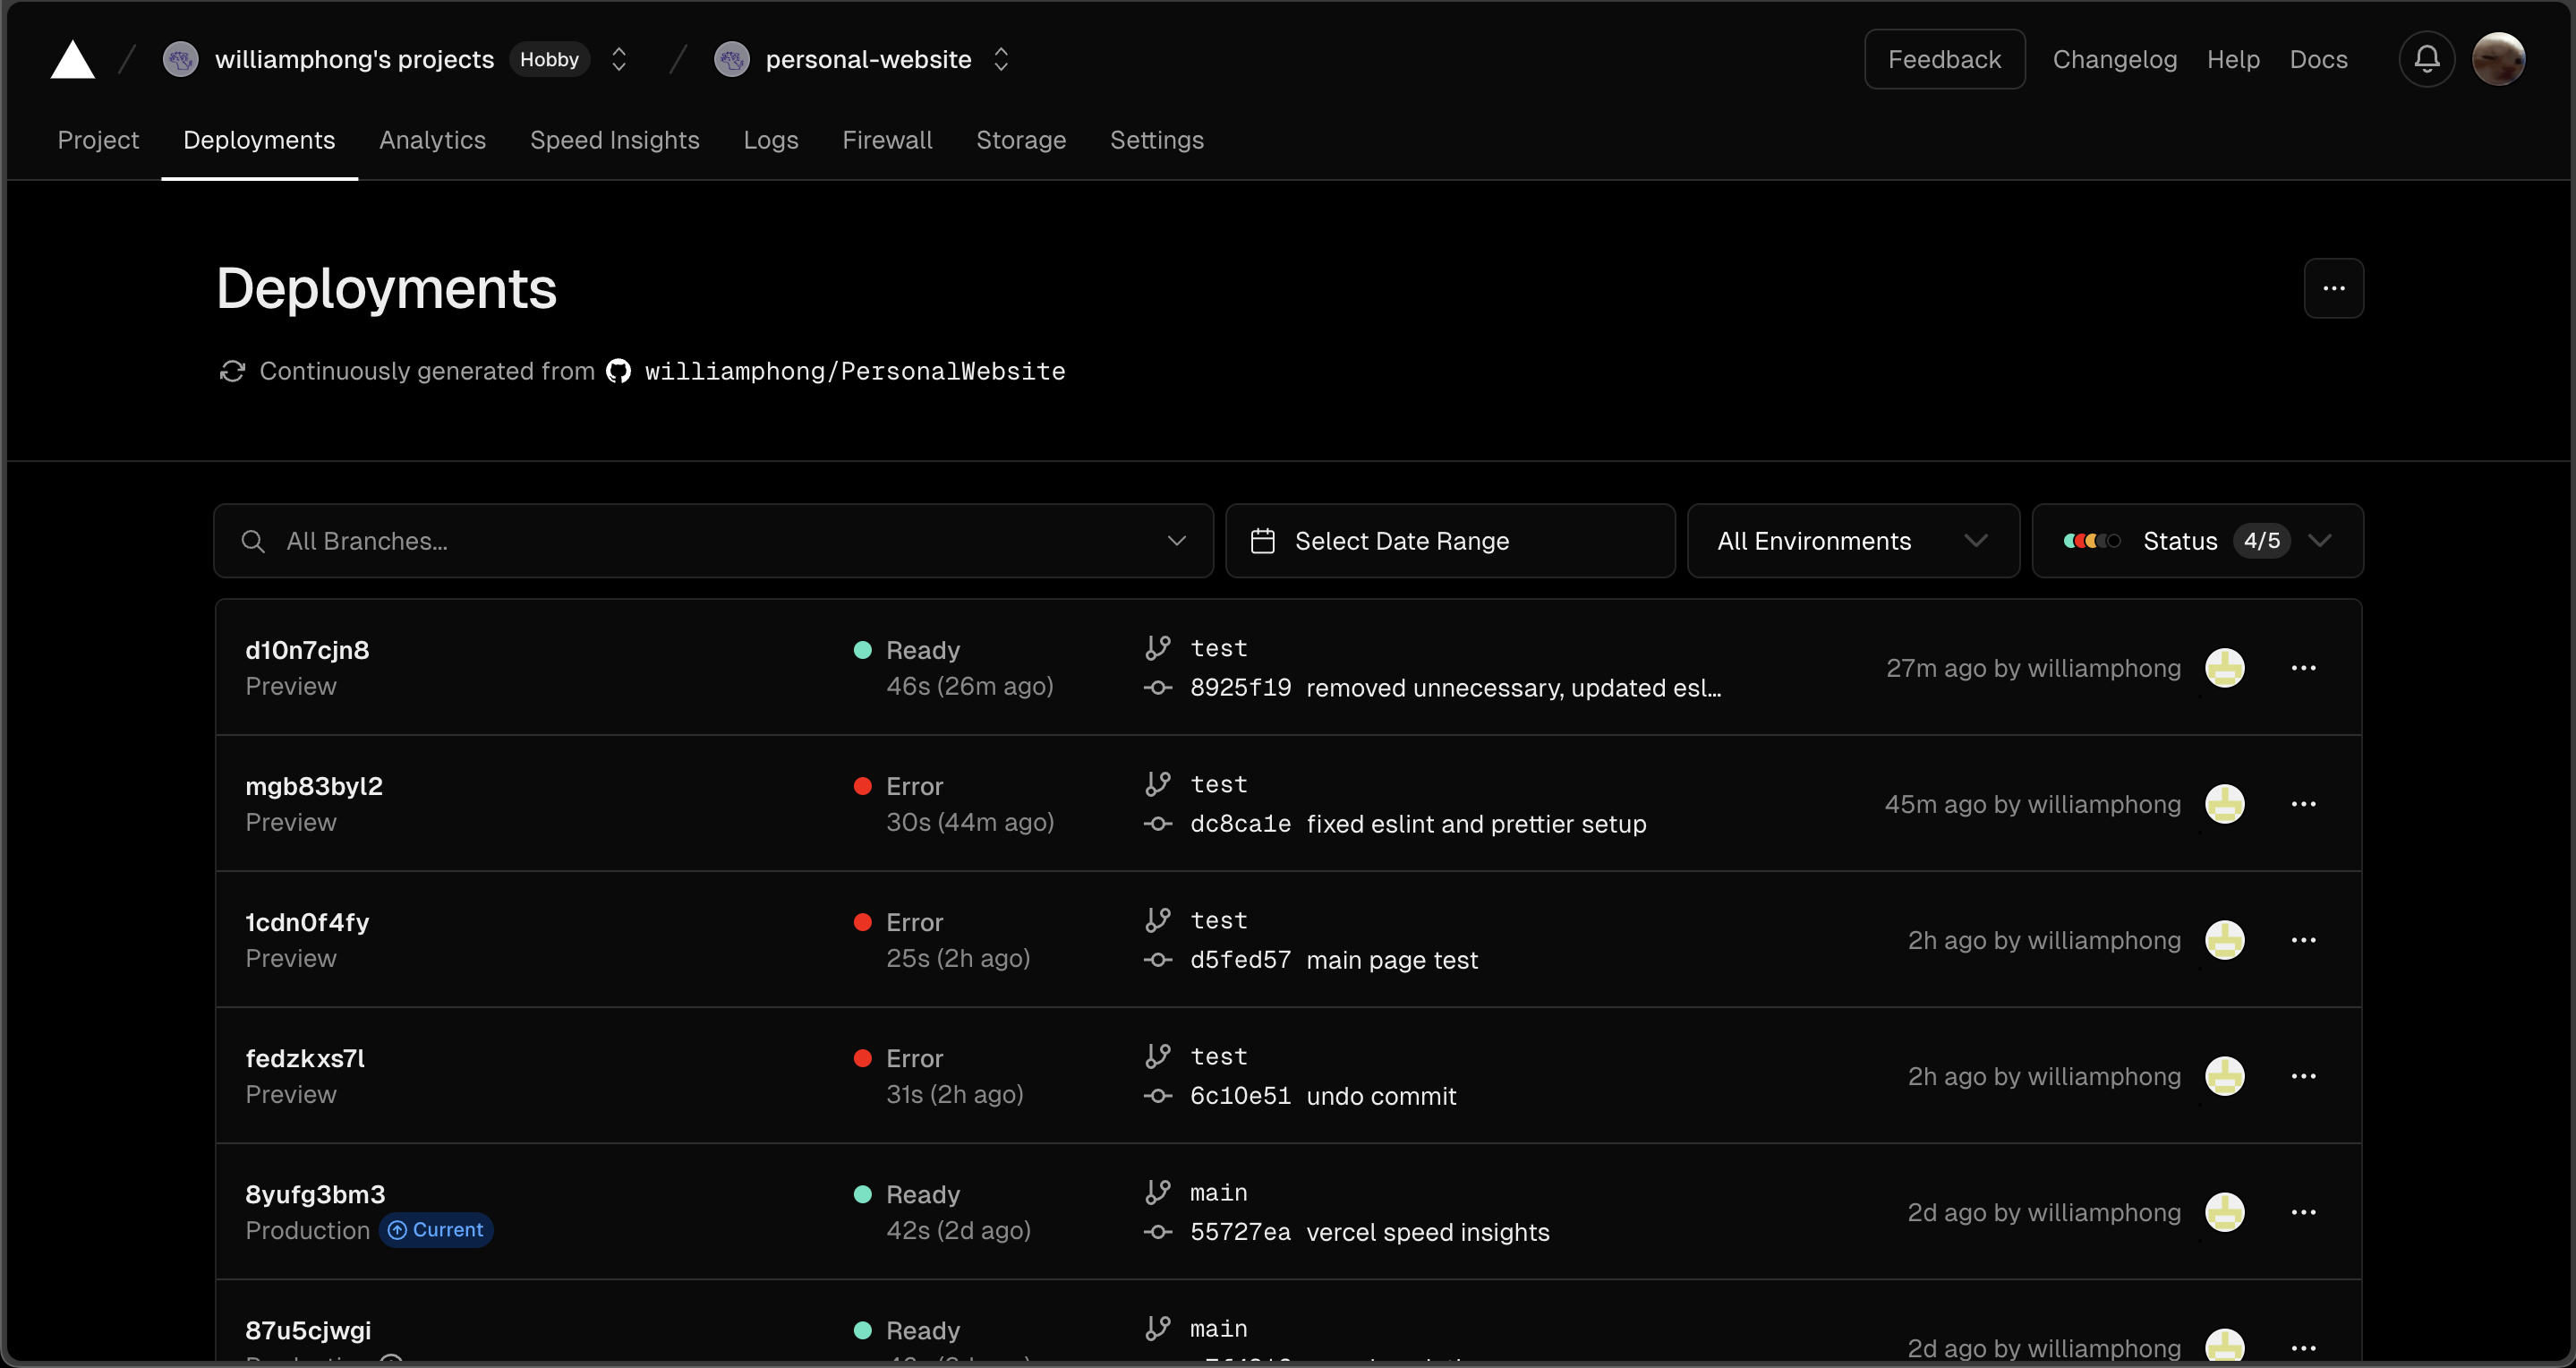 williamphong's projects Hobby personal-website Feedback Changelog Help Docs
Project Deployments Analytics Speed Insights Logs Firewall Storage Settings
Deployments
Continuously generated from williamphong/PersonalWebsite
All Branches... Select Date Range All Environments Status 4/5
d10n7cjn8 Ready test
Preview 46s (26m ago) 8925f19 removed unnecessary, updated esl... 27m ago by williamphong
mgb83byl2 Error test
Preview 30s (44m ago) dc8ca1e fixed eslint and prettier setup 45m ago by williamphong
1cdn0f4fy Error test
Preview 25s (2h ago) d5fed57 main page test 2h ago by williamphong
fedzkxs7l Error test
Preview 31s (2h ago) 6c10e51 undo commit 2h ago by williamphong
8yufg3bm3 Ready main
Production Current 42s (2d ago) 55727ea vercel speed insights 2d ago by williamphong
87u5cjwgi Ready main
2d ago by williamphong